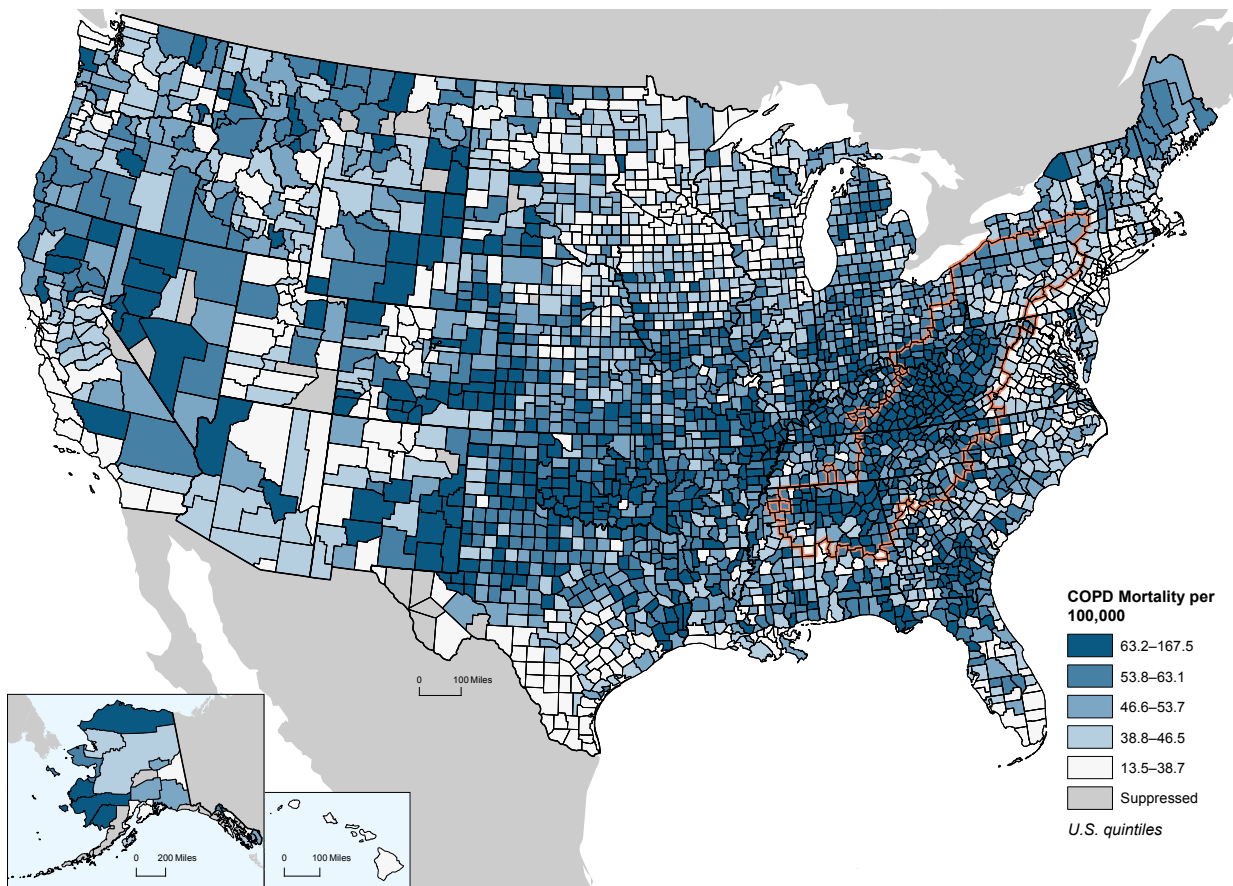 COPD Mortality per
100,000
63.2–167.5
53.8–63.1
46.6–53.7
38.8–46.5
13.5–38.7
Suppressed
U.S. quintiles
0 100 Miles
0 200 Miles
0 100 Miles